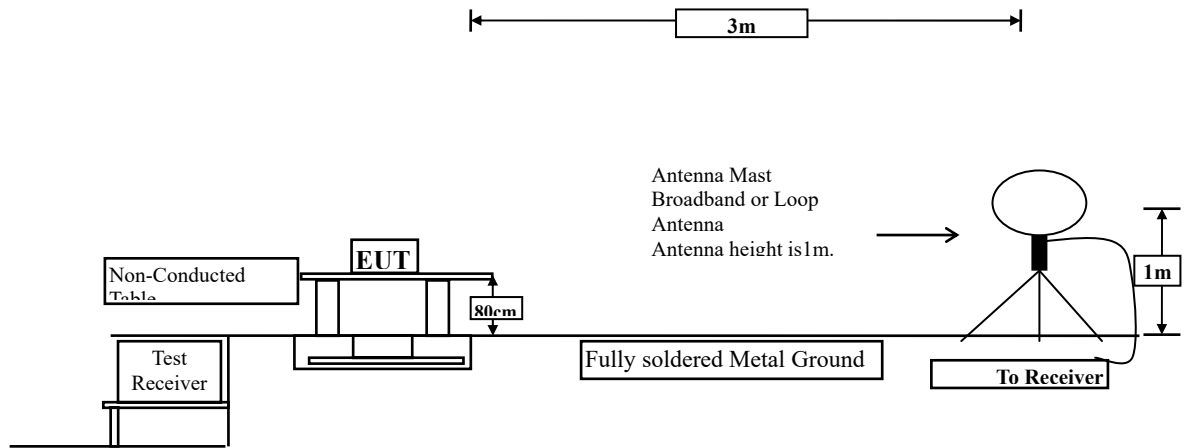 3m
Antenna Mast
Broadband or Loop
Antenna
Antenna height is1m.
EUT
Non-Conducted
Table
80cm
1m
Test
Receiver
Fully soldered Metal Ground
To Receiver